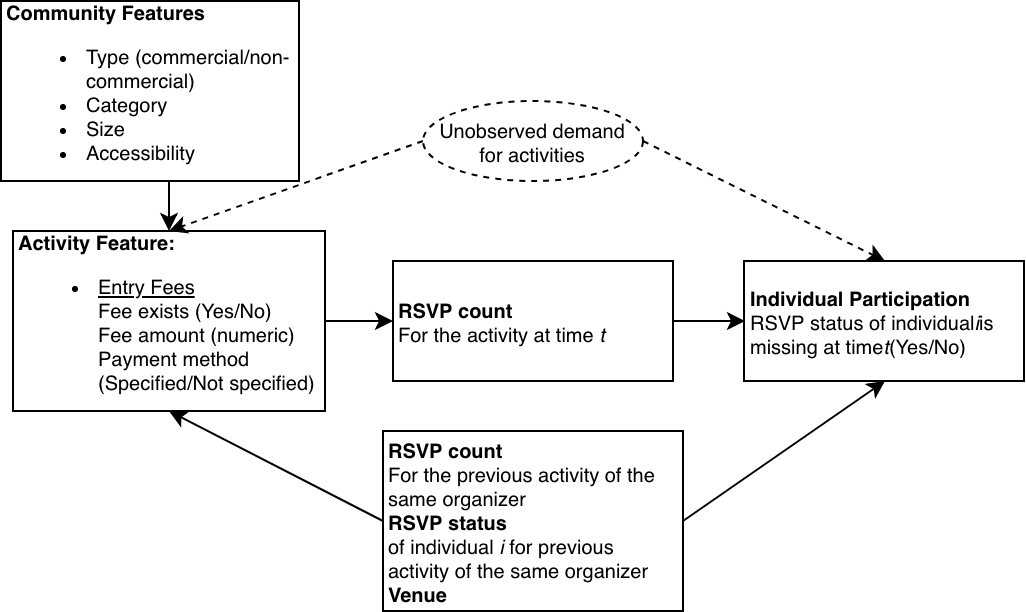 Community Features
• Type (commercial/non-
commercial)
• Category
• Size
• Accessibility
Unobserved demand
for activities
Activity Feature:
• Entry Fees
Fee exists (Yes/No)
Fee amount (numeric)
Payment method
(Specified/Not specified)
RSVP count
For the activity at time t
Individual Participation
RSVP status of individualiis
missing at timet(Yes/No)
RSVP count
For the previous activity of the
same organizer
RSVP status
of individual i for previous
activity of the same organizer
Venue